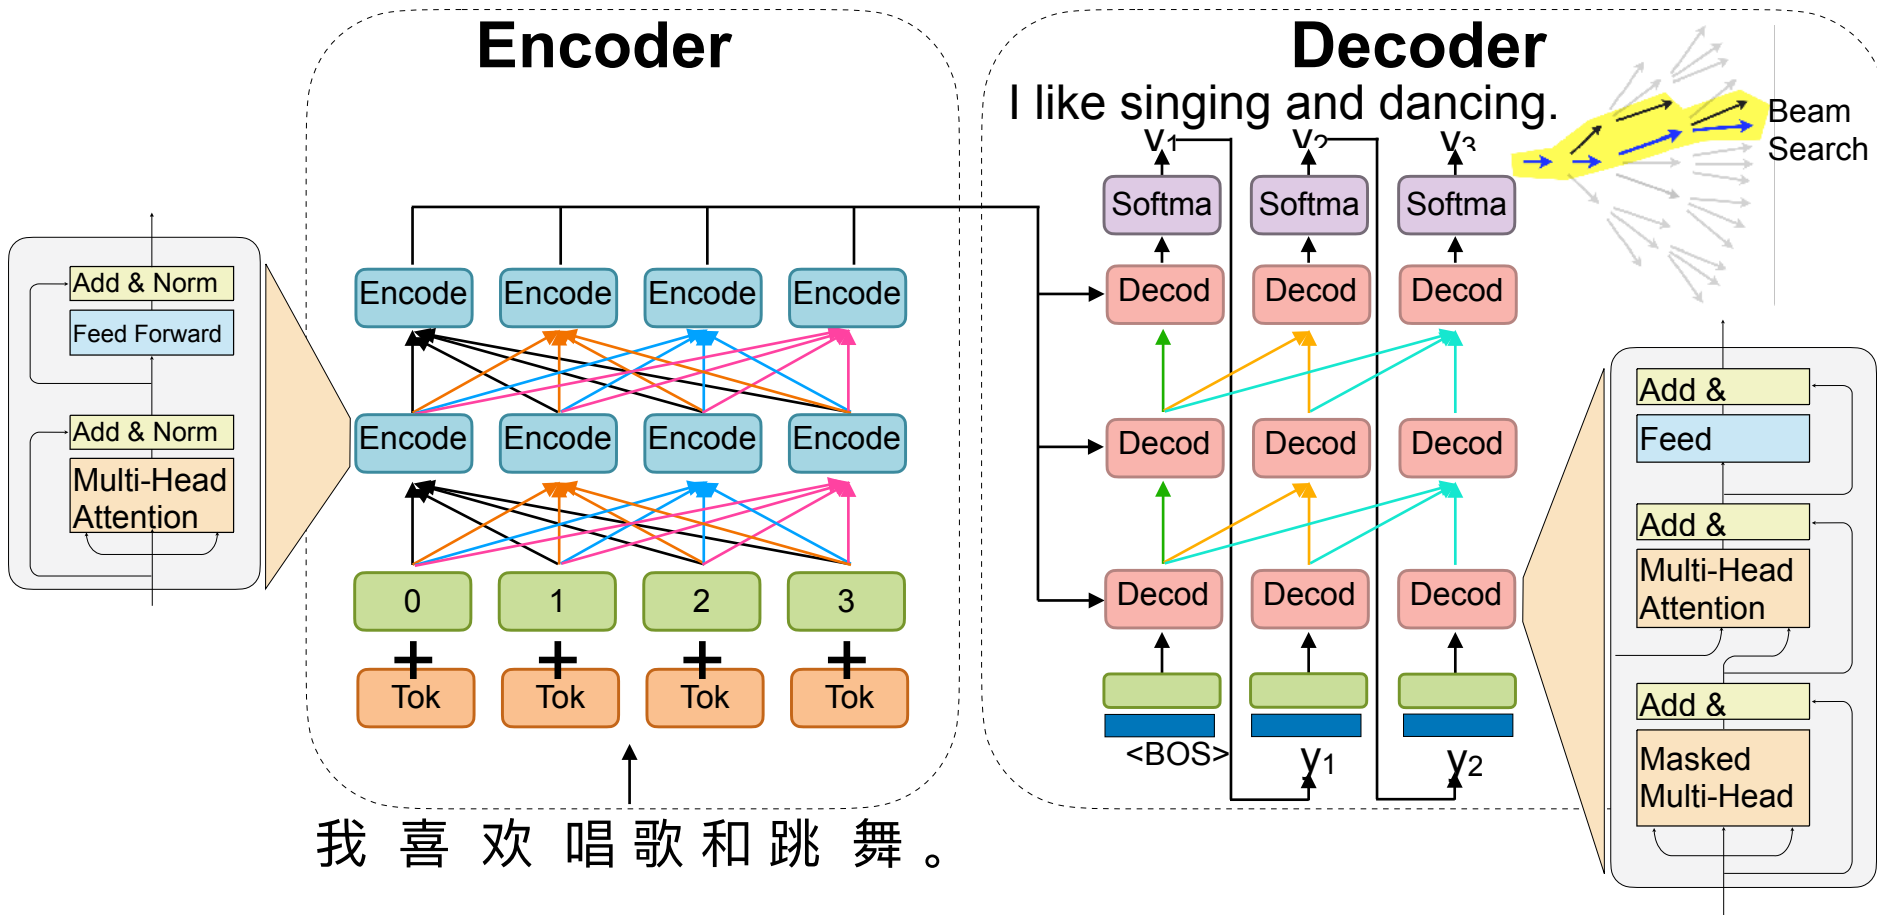 Encoder
Decoder
I like singing and dancing.
Beam
Search
y1
y2
y3
Softma
Softma
Softma
Add & Norm
Feed Forward
Add & Norm
Multi-Head
Attention
Encode
Encode
Encode
Encode
Encode
Encode
Encode
Encode
0
1
2
3
+
+
+
+
Tok
Tok
Tok
Tok
我喜欢唱歌和跳舞。
Decod
Decod
Decod
Decod
Decod
Decod
Decod
Decod
Decod
<BOS>
y1
y2
Add &
Feed
Add &
Multi-Head
Attention
Add &
Masked
Multi-Head